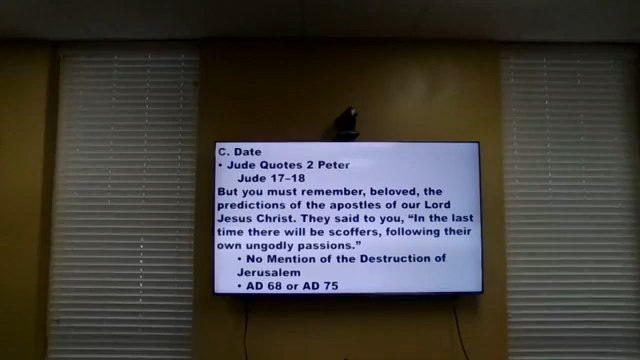 C. Date
• Jude Quotes 2 Peter
Jude 17–18
But you must remember, beloved, the
predictions of the apostles of our Lord
Jesus Christ. They said to you, “In the last
time there will be scoffers, following their
own ungodly passions.”
• No Mention of the Destruction of
Jerusalem
• AD 68 or AD 75